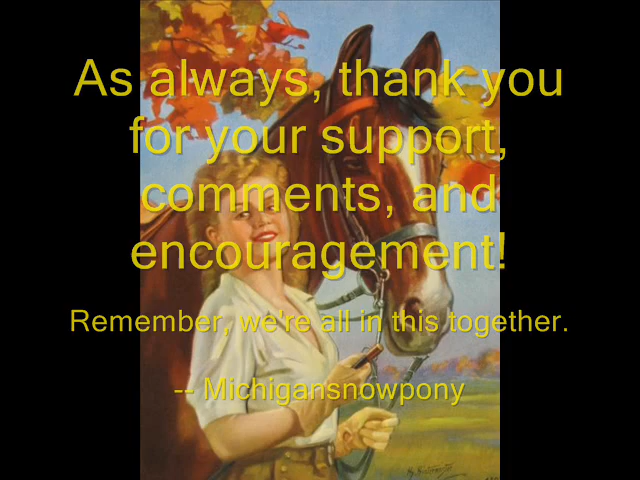 As always, thank you
for your support,
comments, and
encouragement!
Remember, we're all in this together.
-- Michigansnowpony